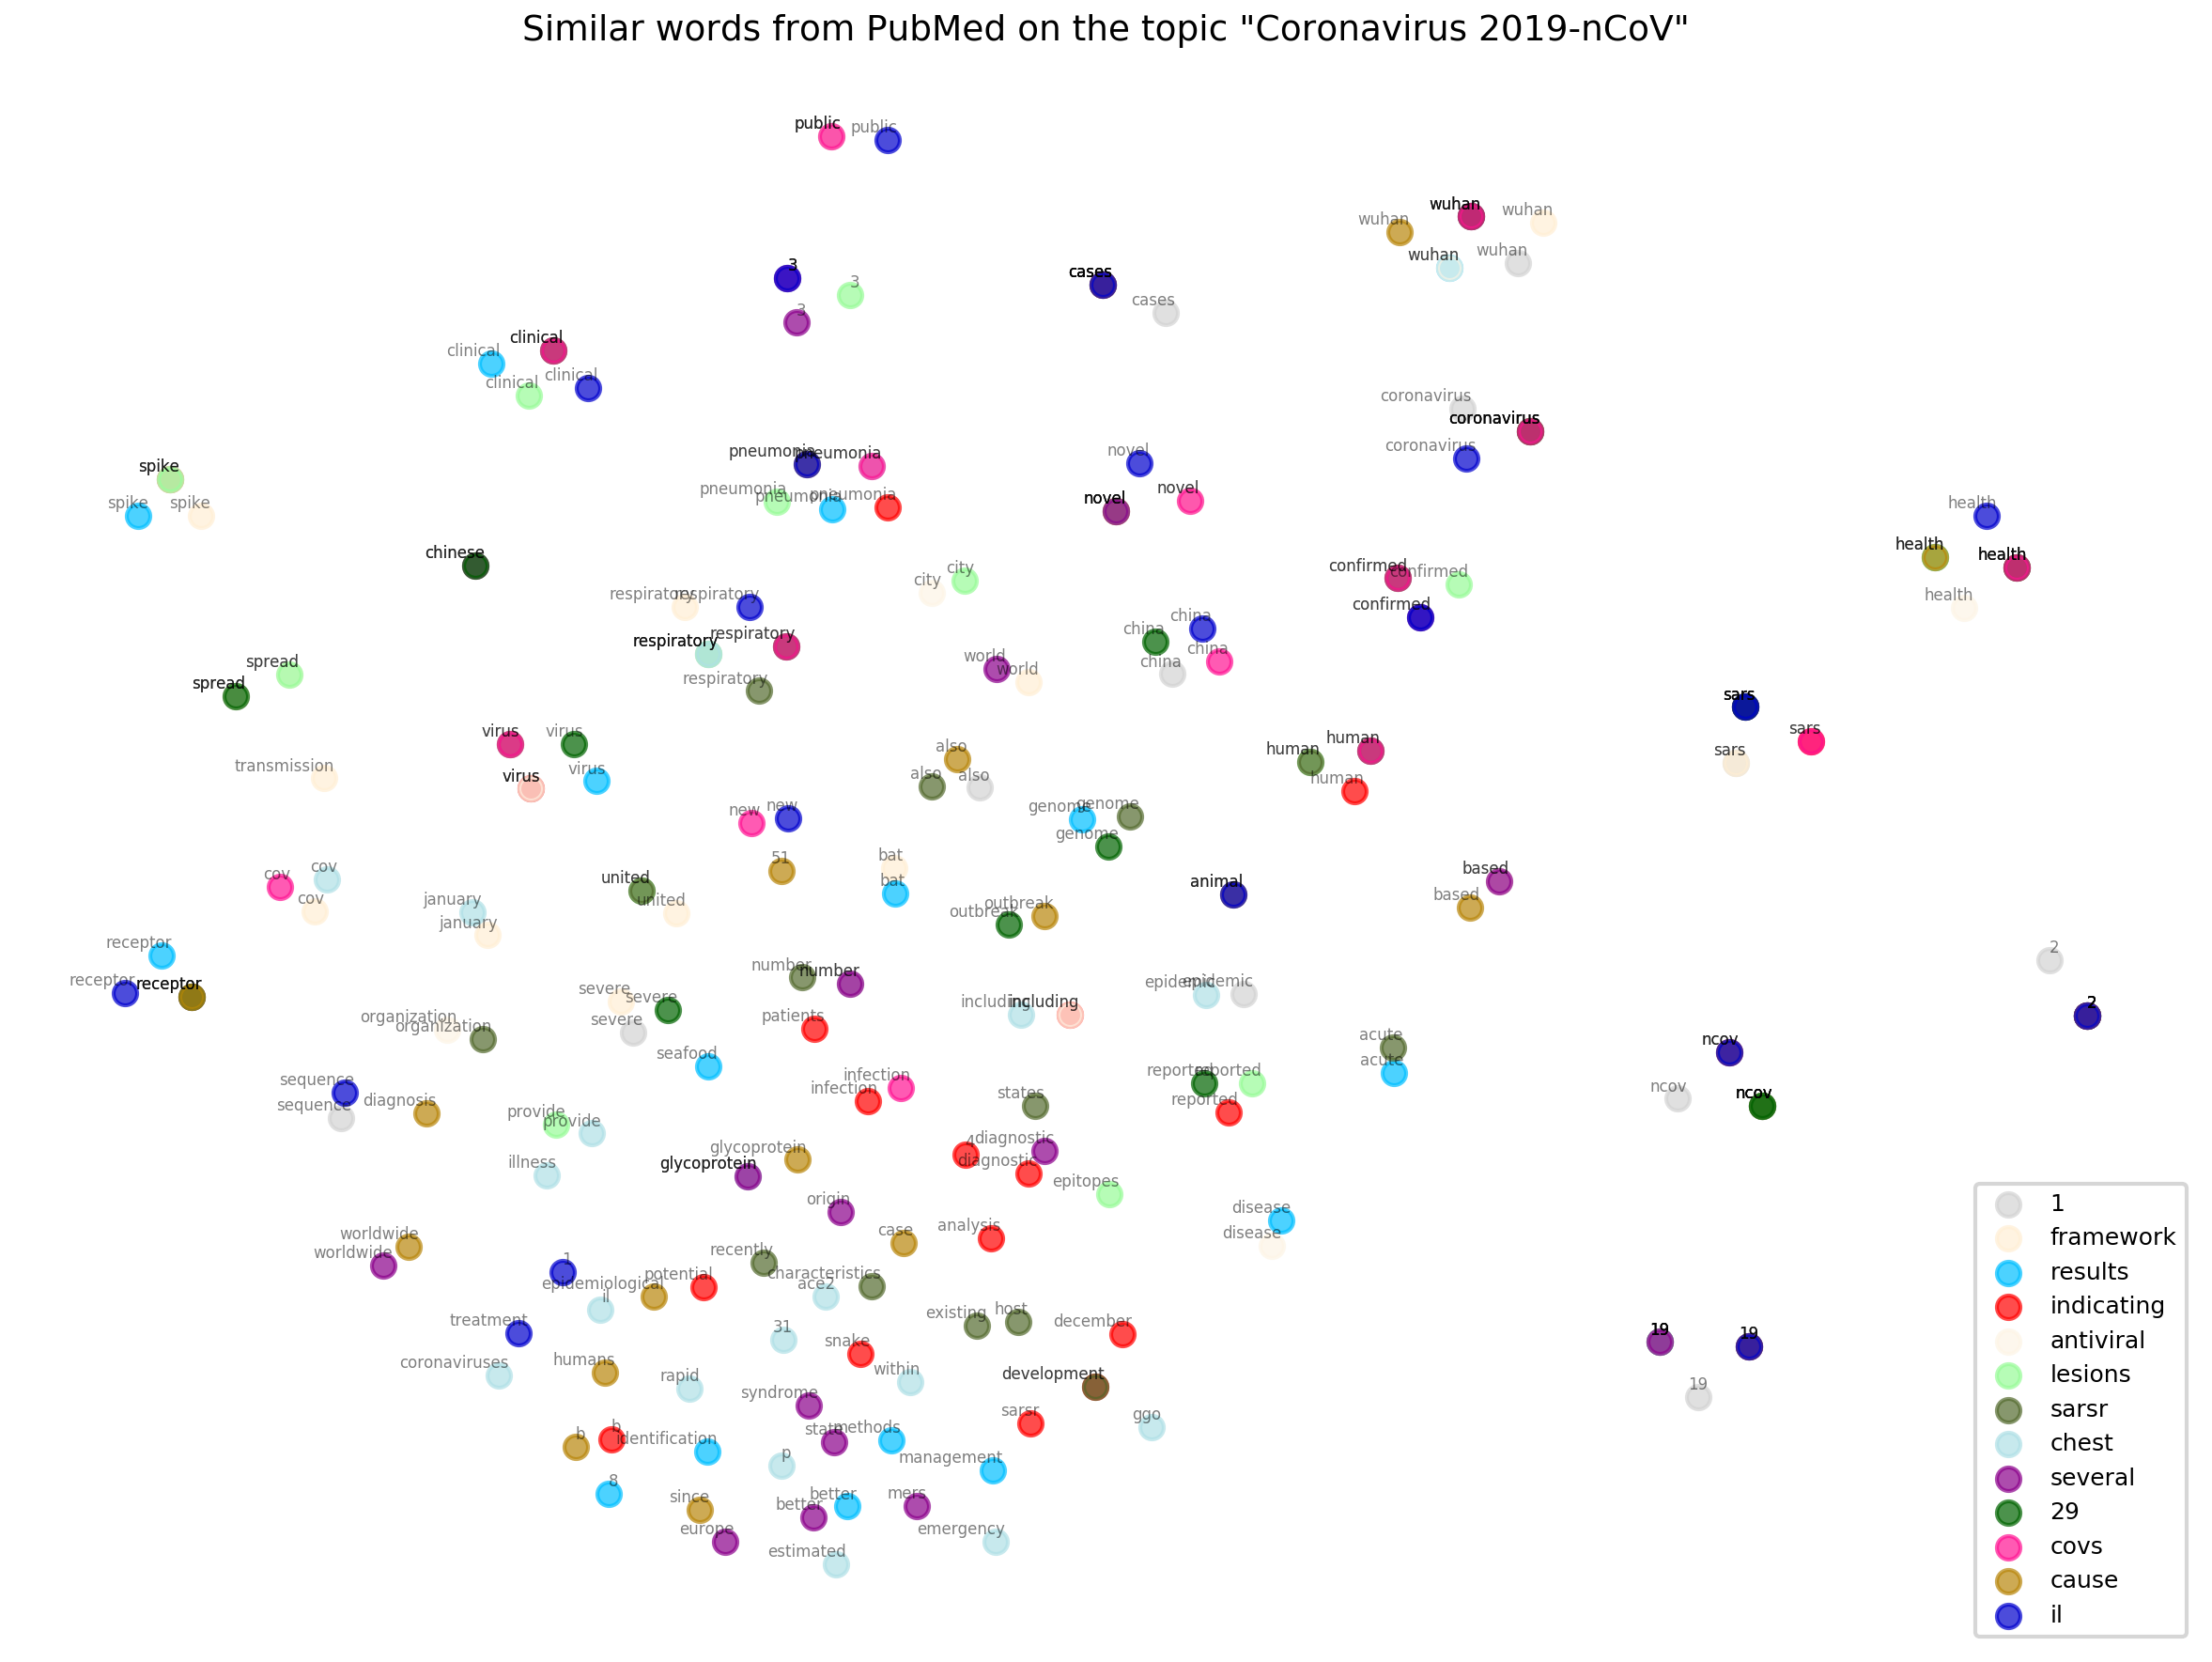 Similar words from PubMed on the topic "Coronavirus 2019-nCoV"
public public
wuhan wuhan wuhan
wuhan wuhan
3 cases
3 cases
3
clinical clinical
clinical clinical
coronavirus
coronavirus
coronavirus
pneumonia pneumonia novel
pneumonia pneumonia pneumonia
novel novel
spike
spike spike
health
health health
health
chinese
city city
confirmed confirmed
confirmed
respiratory respiratory
respiratory respiratory
respiratory
china china
china china
world world
spread
spread
sars
sars
sars
virus virus
virus virus
transmission
also
also also
human human
human
new new
genome genome
genome
51
bat
bat
cov cov
cov
january
january
united
united
animal
based
based
outbreak outbreak
receptor
receptor receptor
2
2
number number
severe severe
severe
patients
including including
epidemic epidemic
organization organization
acute
acute
ncov
ncov ncov
seafood
sequence
sequence
diagnosis
infection infection
reported reported
reported
states
provide provide
illness
glycoprotein
glycoprotein
4 diagnostic
diagnostic
epitopes
origin
case
analysis
disease
disease
worldwide
worldwide
1
recently
characteristics
epidemiological potential
ace2
il
treatment
31
existing host
december
snake
coronaviruses
humans
rapid
within
development
syndrome
sarsr
ggo
19 19
19
b b
identification
state methods
p
management
8
since
better better
mers
europe
emergency
estimated
1
framework
results
indicating
antiviral
lesions
sarsr
chest
several
29
covs
cause
il